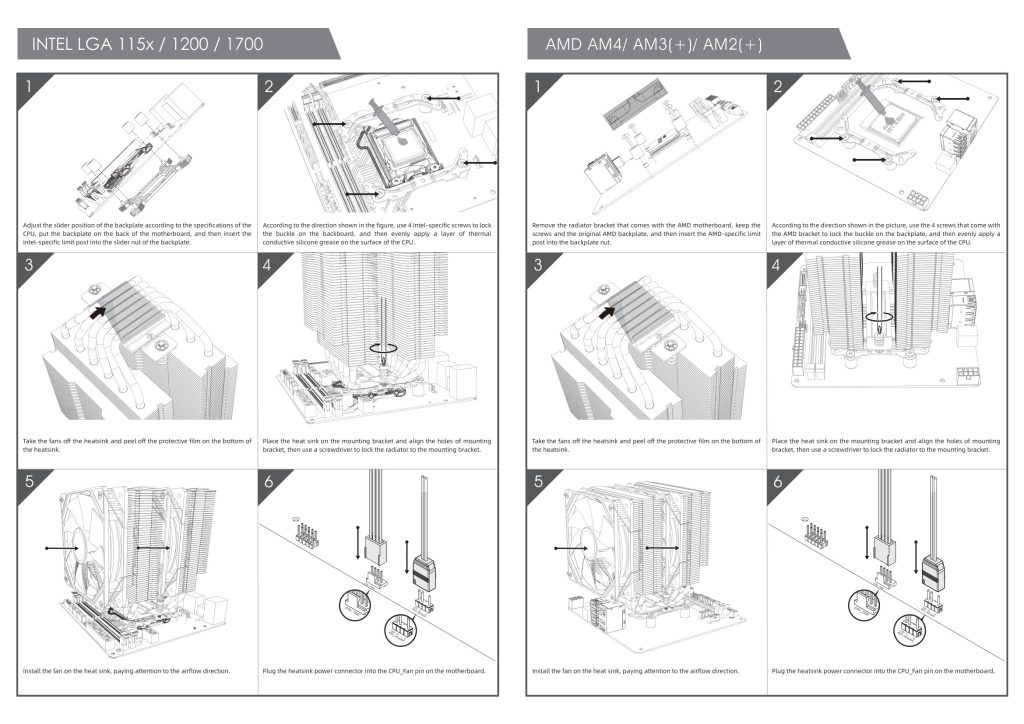 INTEL LGA 115x / 1200 / 1700
1
Adjust the slider position of the backplate according to the specifications of the
CPU, put the backplate on the back of the motherboard, and then insert the
Intel-specific limit post into the slider nut of the backplate.
2
According to the direction shown in the figure, use 4 Intel-specific screws to lock
the buckle on the backboard, and then evenly apply a layer of thermal
conductive silicone grease on the surface of the CPU.
3
Take the fans off the heatsink and peel off the protective film on the bottom of
the heatsink.
4
Place the heat sink on the mounting bracket and align the holes of mounting
bracket, then use a screwdriver to lock the radiator to the mounting bracket.
5
Install the fan on the heat sink, paying attention to the airflow direction.
6
Plug the heatsink power connector into the CPU_Fan pin on the motherboard.
AMD AM4/ AM3(+)/ AM2(+)
1
Remove the radiator bracket that comes with the AMD motherboard, keep the
screws and the original AMD backplate, and then insert the AMD-specific limit
post into the backplate nut.
2
According to the direction shown in the picture, use the 4 screws that come with
the AMD bracket to lock the buckle on the backplate, and then evenly apply a
layer of thermal conductive silicone grease on the surface of the CPU.
3
Take the fans off the heatsink and peel off the protective film on the bottom of
the heatsink.
4
Place the heat sink on the mounting bracket and align the holes of mounting
bracket, then use a screwdriver to lock the radiator to the mounting bracket.
5
Install the fan on the heat sink, paying attention to the airflow direction.
6
Plug the heatsink power connector into the CPU_Fan pin on the motherboard.